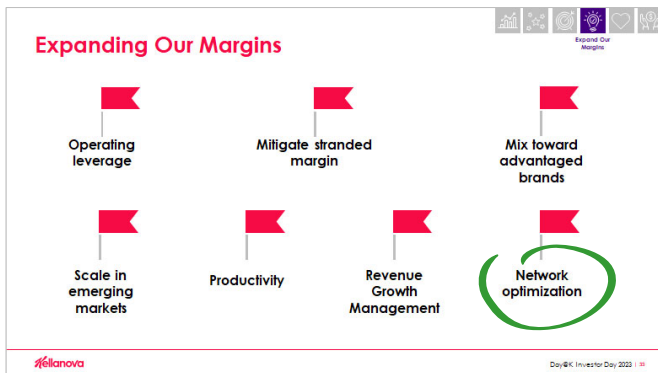 Expand Our
Margins
Expanding Our Margins
Operating
leverage
Mitigate stranded
margin
Mix toward
advantaged
brands
Scale in
emerging
markets
Productivity
Revenue
Growth
Management
Network
optimization
Kellanova
Day@K Investor Day 2023 | 35